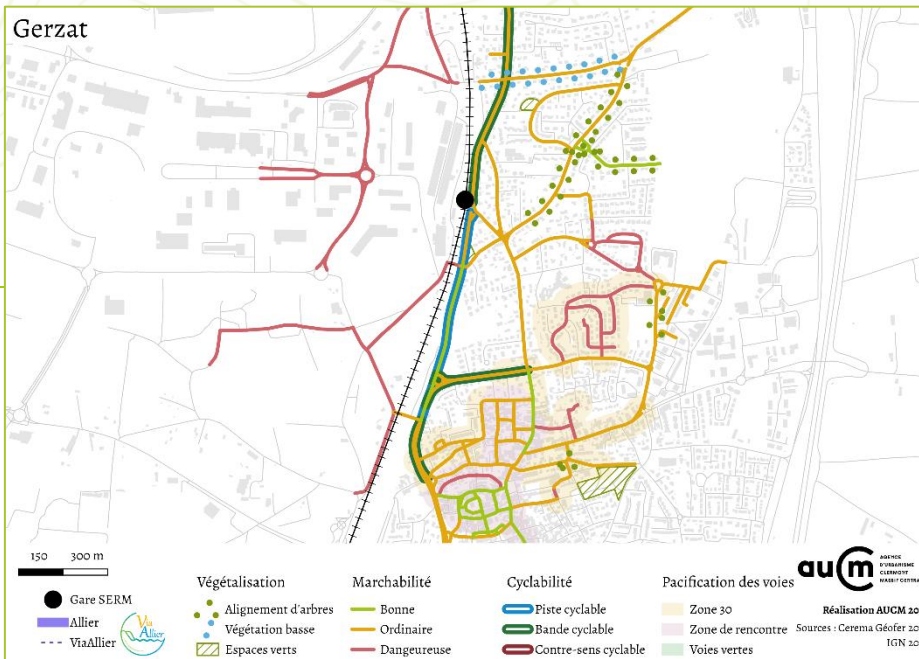 Gerzat
150 300 m
Gare SERM
Allier
ViaAllier
Via
Allier
Végétalisation
Alignement d'arbres
Végétation basse
Espaces verts
Marchabilité
Bonne
Ordinaire
Dangeureuse
Cyclabilité
Piste cyclable
Bande cyclable
Contre-sens cyclable
Pacification des voies
Zone 30
Zone de rencontre
Voies vertes
aucm
AGENCE
D'URBANISME
CLERMONT
MASSIF CENTRAL
Réalisation AUCM 20
Sources : Cerema Géofer 20
IGN 20